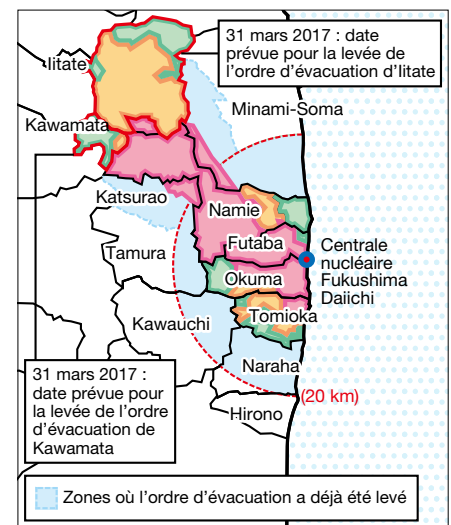 31 mars 2017 : date
prévue pour la levée de
l'ordre d'évacuation d'Iitate
Iitate
Minami-Soma
Kawamata
Katsurao
Namie
Futaba
Tamura
Centrale
nucléaire
Fukushima
Daiichi
Okuma
Tomioka
Kawauchi
Naraha
31 mars 2017 :
date prévue pour
la levée de l'ordre
d'évacuation de
Kawamata
(20 km)
Hirono
Zones où l'ordre d'évacuation a déjà été levé